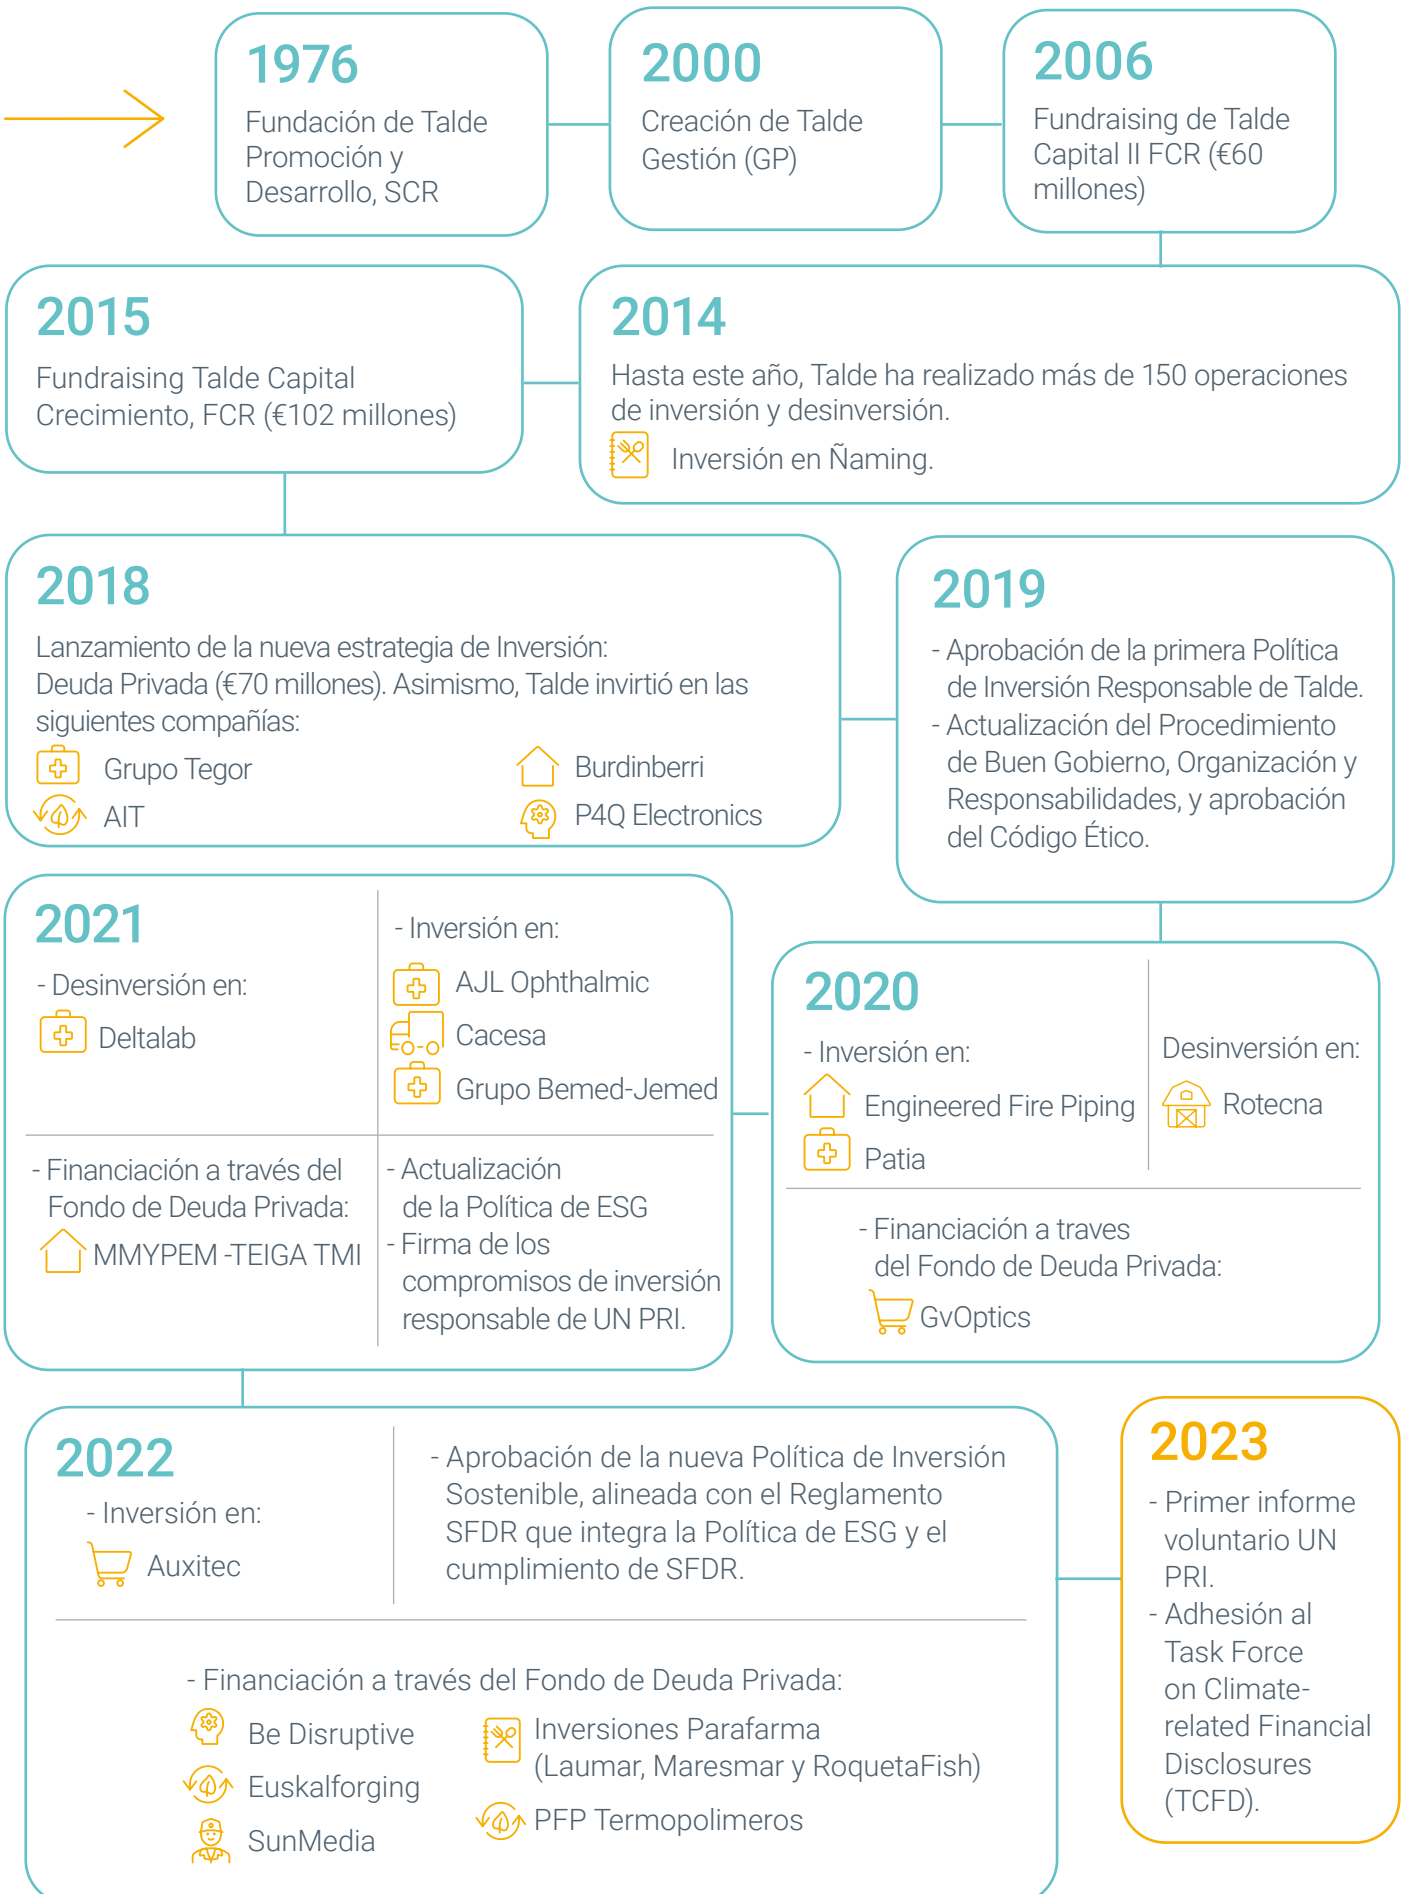 1976
Fundación de Talde
Promoción y
Desarrollo, SCR
2000
Creación de Talde
Gestión (GP)
2006
Fundraising de Talde
Capital II FCR (€60
millones)
2014
Hasta este año, Talde ha realizado más de 150 operaciones
de inversión y desinversión.
Inversión en Ñaming.
2015
Fundraising Talde Capital
Crecimiento, FCR (€102 millones)
2018
Lanzamiento de la nueva estrategia de Inversión:
Deuda Privada (€70 millones). Asimismo, Talde invirtió en las
siguientes compañías:
Grupo Tegor
AIT
Burdinberri
P4Q Electronics
2019
- Aprobación de la primera Política
de Inversión Responsable de Talde.
- Actualización del Procedimiento
de Buen Gobierno, Organización y
Responsabilidades, y aprobación
del Código Ético.
2020
- Inversión en:
Engineered Fire Piping
Patia
Desinversión en:
Rotecna
- Financiación a traves
del Fondo de Deuda Privada:
GvOptics
2021
- Desinversión en:
Deltalab
- Inversión en:
AJL Ophthalmic
Cacesa
Grupo Bemed-Jemed
- Financiación a través del
Fondo de Deuda Privada:
MMYPEM -TEIGA TMI
- Actualización
de la Política de ESG
- Firma de los
compromisos de inversión
responsable de UN PRI.
2022
- Inversión en:
Auxitec
- Aprobación de la nueva Política de Inversión
Sostenible, alineada con el Reglamento
SFDR que integra la Política de ESG y el
cumplimiento de SFDR.
- Financiación a través del Fondo de Deuda Privada:
Be Disruptive
Euskalforging
SunMedia
Inversiones Parafarma
(Laumar, Maresmar y RoquetaFish)
PFP Termopolimeros
2023
- Primer informe
voluntario UN
PRI.
- Adhesión al
Task Force
on Climate-
related Financial
Disclosures
(TCFD).